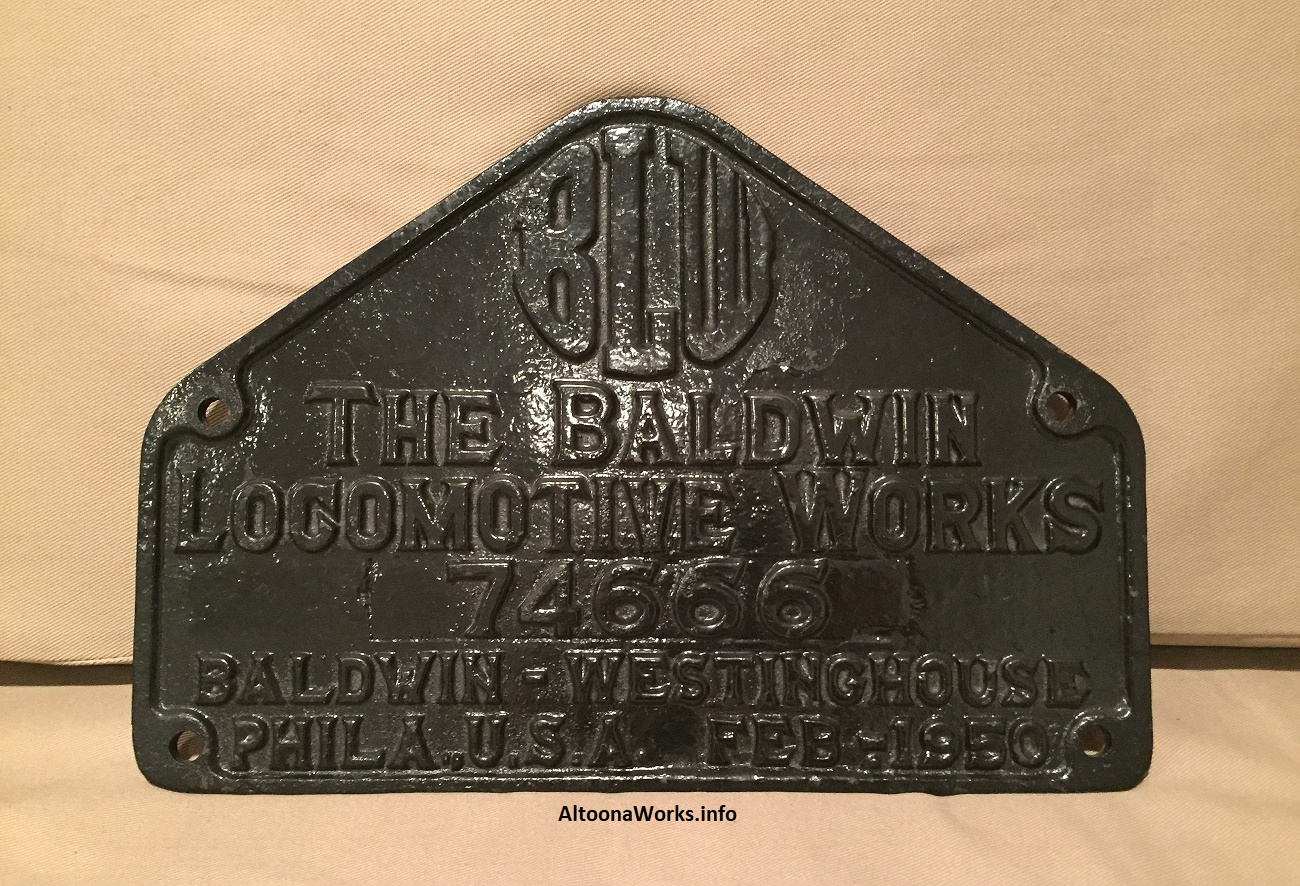 BLW
THE BALDWIN
LOCOMOTIVE WORKS
74666
BALDWIN - WESTINGHOUSE
PHILA., U.S.A. FEB.-1950
AltoonaWorks.info